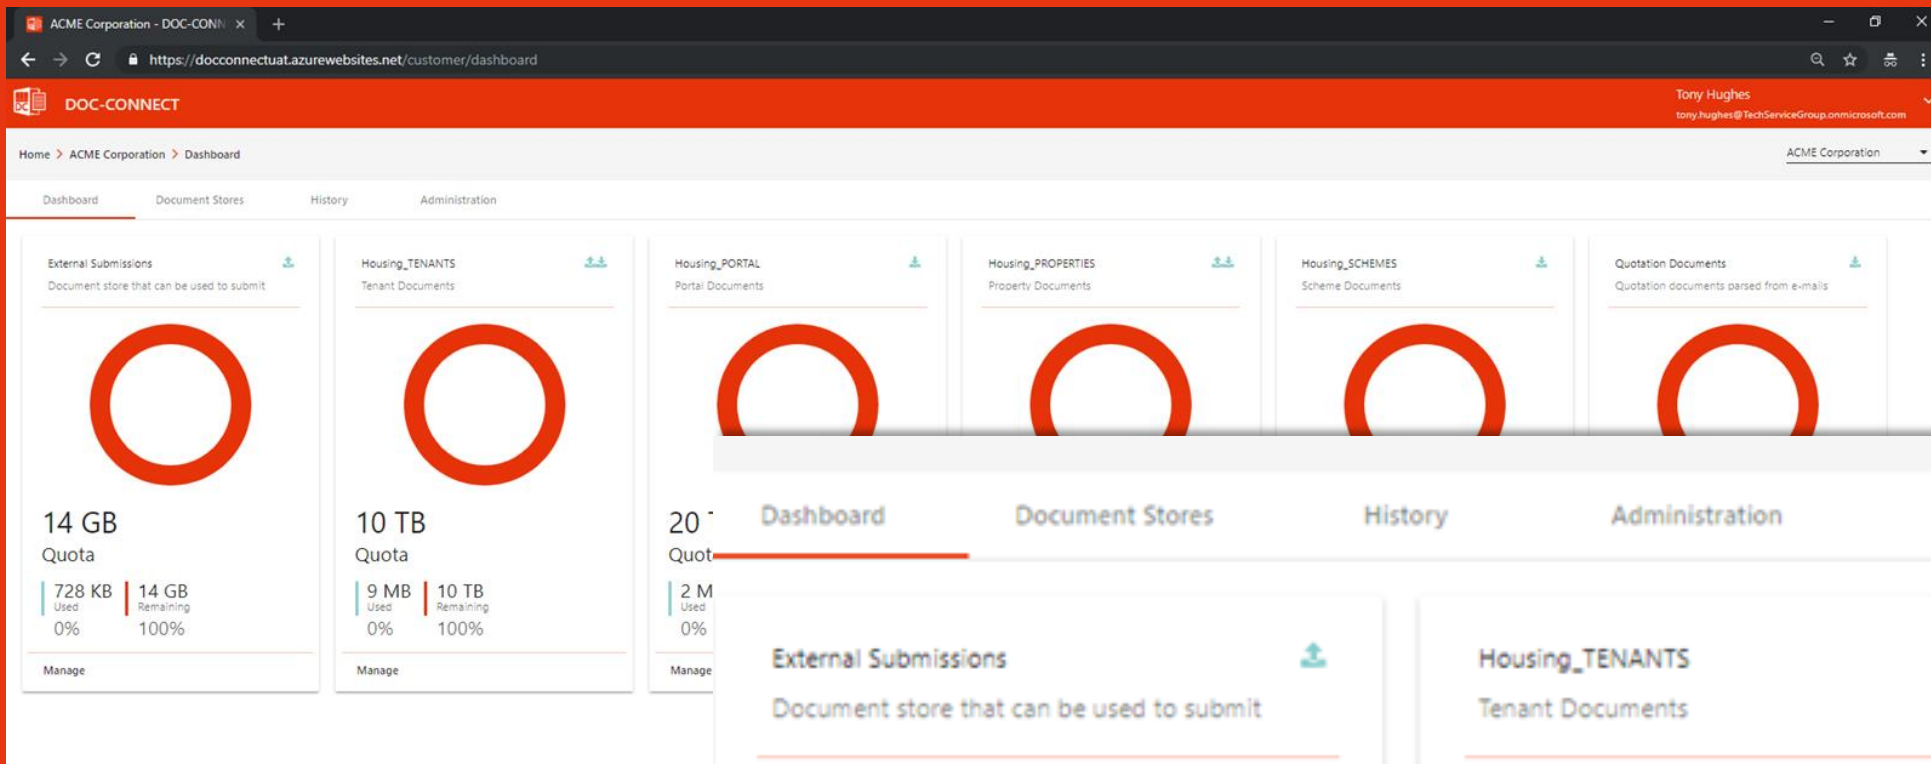 ACME Corporation - DOC-CONN
https://docconnectuat.azurewebsites.net/customer/dashboard
DC
DOC-CONNECT
Tony Hughes
tony.hughes@TechServiceGroup.onmicrosoft.com
Home > ACME Corporation > Dashboard
ACME Corporation
Dashboard Document Stores History Administration
External Submissions
Document store that can be used to submit
14 GB
Quota
728 KB 14 GB
Used Remaining
0% 100%
Manage
Housing_TENANTS
Tenant Documents
10 TB
Quota
9 MB 10 TB
Used Remaining
0% 100%
Manage
Housing_PORTAL
Portal Documents
20 T
Quot
2 M
Used
0%
Manage
Housing_PROPERTIES
Property Documents
Housing_SCHEMES
Scheme Documents
Quotation Documents
Quotation documents parsed from e-mails
Dashboard Document Stores History Administration
External Submissions
Document store that can be used to submit
Housing_TENANTS
Tenant Documents